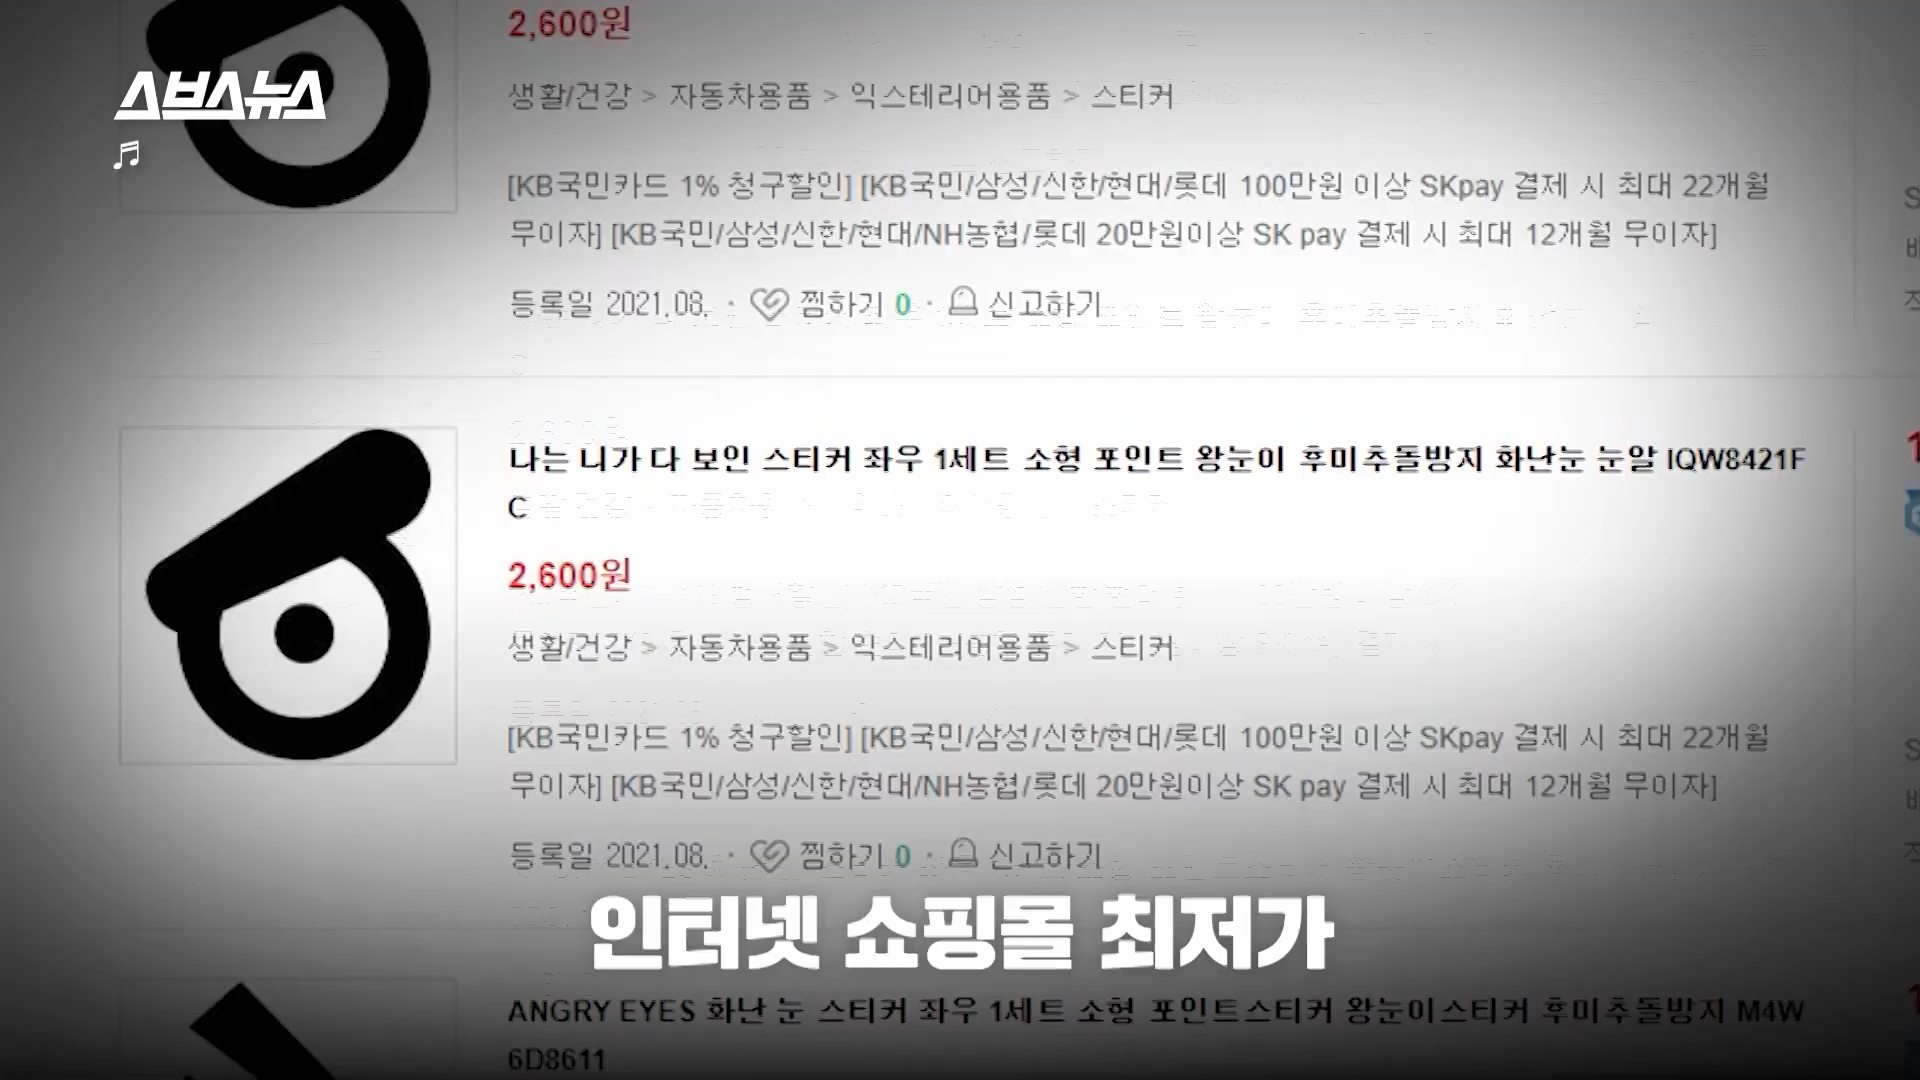 2,600원
스브스뉴스
생활/건강 > 자동차용품 > 익스테리어용품 > 스티커
[KB국민카드 1% 청구할인] [KB국민/삼성/신한/현대/롯데 100만원 이상 SKpay 결제 시 최대 22개월
무이자] [KB국민/삼성/신한/현대/NH농협/롯데 20만원이상 SK pay 결제 시 최대 12개월 무이자]
등록일 2021.08. · 찜하기 0 · 신고하기
나는 니가 다 보인 스티커 좌우 1세트 소형 포인트 왕눈이 후미추돌방지 화난눈 눈알 IQW8421F
C
2,600원
생활/건강 > 자동차용품 > 익스테리어용품 > 스티커
[KB국민카드 1% 청구할인] [KB국민/삼성/신한/현대/롯데 100만원 이상 SKpay 결제 시 최대 22개월
무이자] [KB국민/삼성/신한/현대/NH농협/롯데 20만원이상 SK pay 결제 시 최대 12개월 무이자]
등록일 2021.08. · 찜하기 0 · 신고하기
인터넷 쇼핑몰 최저가
ANGRY EYES 화난 눈 스티커 좌우 1세트 소형 포인트스티커 왕눈이스티커 후미추돌방지 M4W
6D8611